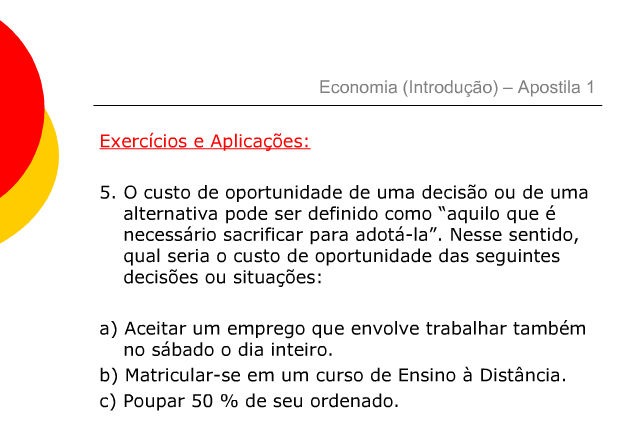 Economia (Introdução) – Apostila 1
Exercícios e Aplicações:
5. O custo de oportunidade de uma decisão ou de uma
alternativa pode ser definido como “aquilo que é
necessário sacrificar para adotá-la”. Nesse sentido,
qual seria o custo de oportunidade das seguintes
decisões ou situações:
a) Aceitar um emprego que envolve trabalhar também
no sábado o dia inteiro.
b) Matricular-se em um curso de Ensino à Distância.
c) Poupar 50 % de seu ordenado.